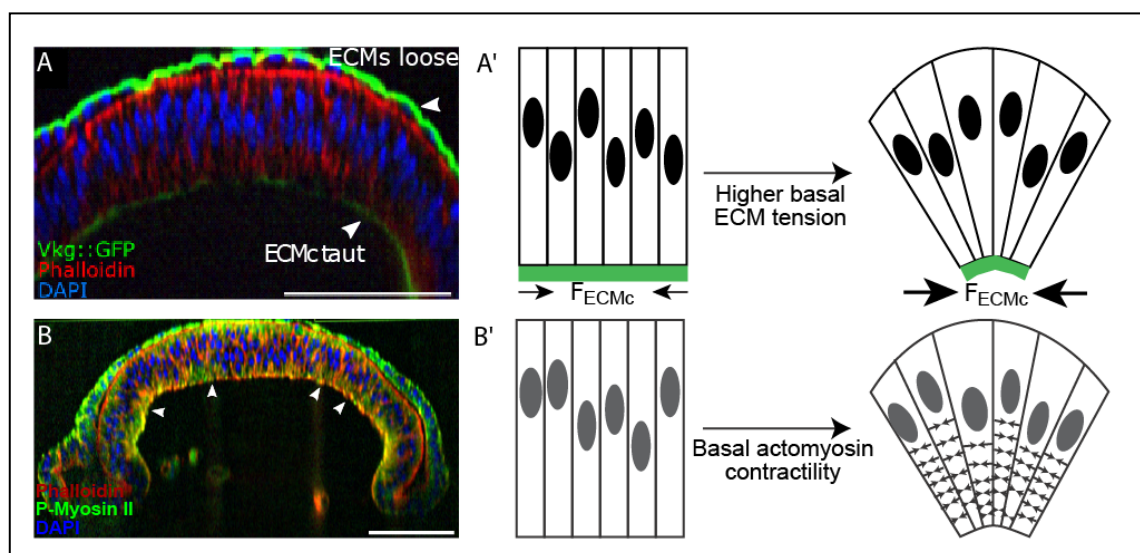 A
ECMs loose
ECMc taut
Vkg::GFP
Phalloidin
DAPI
A'
Higher basal
ECM tension
FECMc
FECMc
B
Phalloidin
P-Myosin II
DAPI
B'
Basal actomyosin
contractility